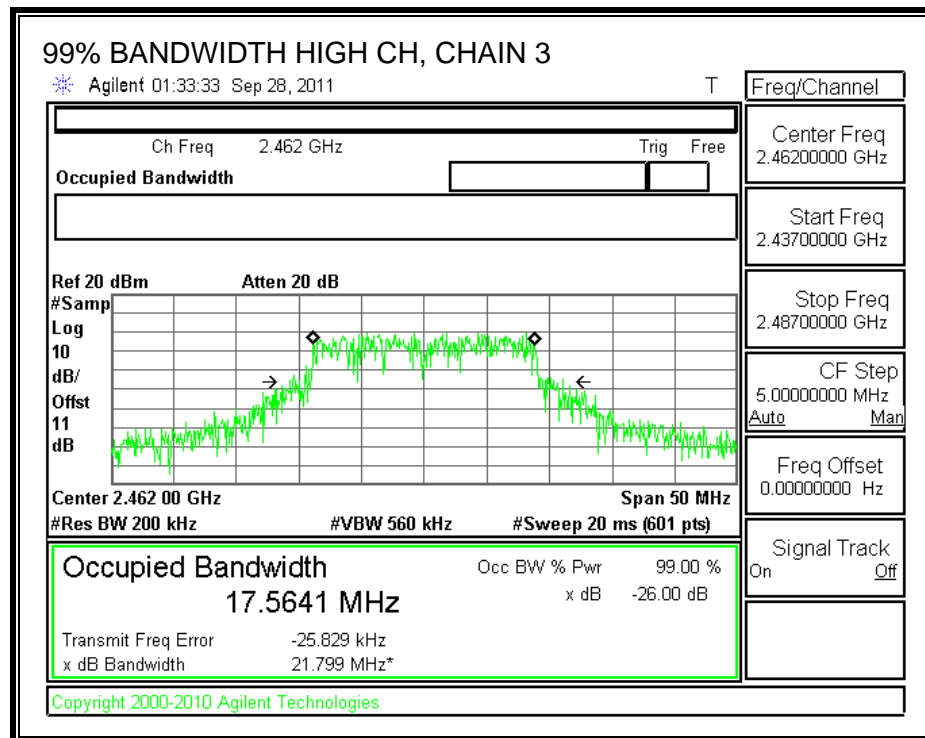 99% BANDWIDTH HIGH CH, CHAIN 3
Agilent 01:33:33 Sep 28, 2011 T
Freq/Channel
Ch Freq 2.462 GHz Trig Free
Occupied Bandwidth
Center Freq
2.46200000 GHz
Start Freq
2.43700000 GHz
Stop Freq
2.48700000 GHz
CF Step
5.00000000 MHz
Auto Man
Freq Offset
0.00000000 Hz
Signal Track
On Off
Ref 20 dBm Atten 20 dB
#Samp
Log
10
dB/
Offst
11
dB
Center 2.462 00 GHz Span 50 MHz
#Res BW 200 kHz #VBW 560 kHz #Sweep 20 ms (601 pts)
Occupied Bandwidth
17.5641 MHz
Occ BW % Pwr 99.00 %
x dB -26.00 dB
Transmit Freq Error -25.829 kHz
x dB Bandwidth 21.799 MHz*
Copyright 2000-2010 Agilent Technologies